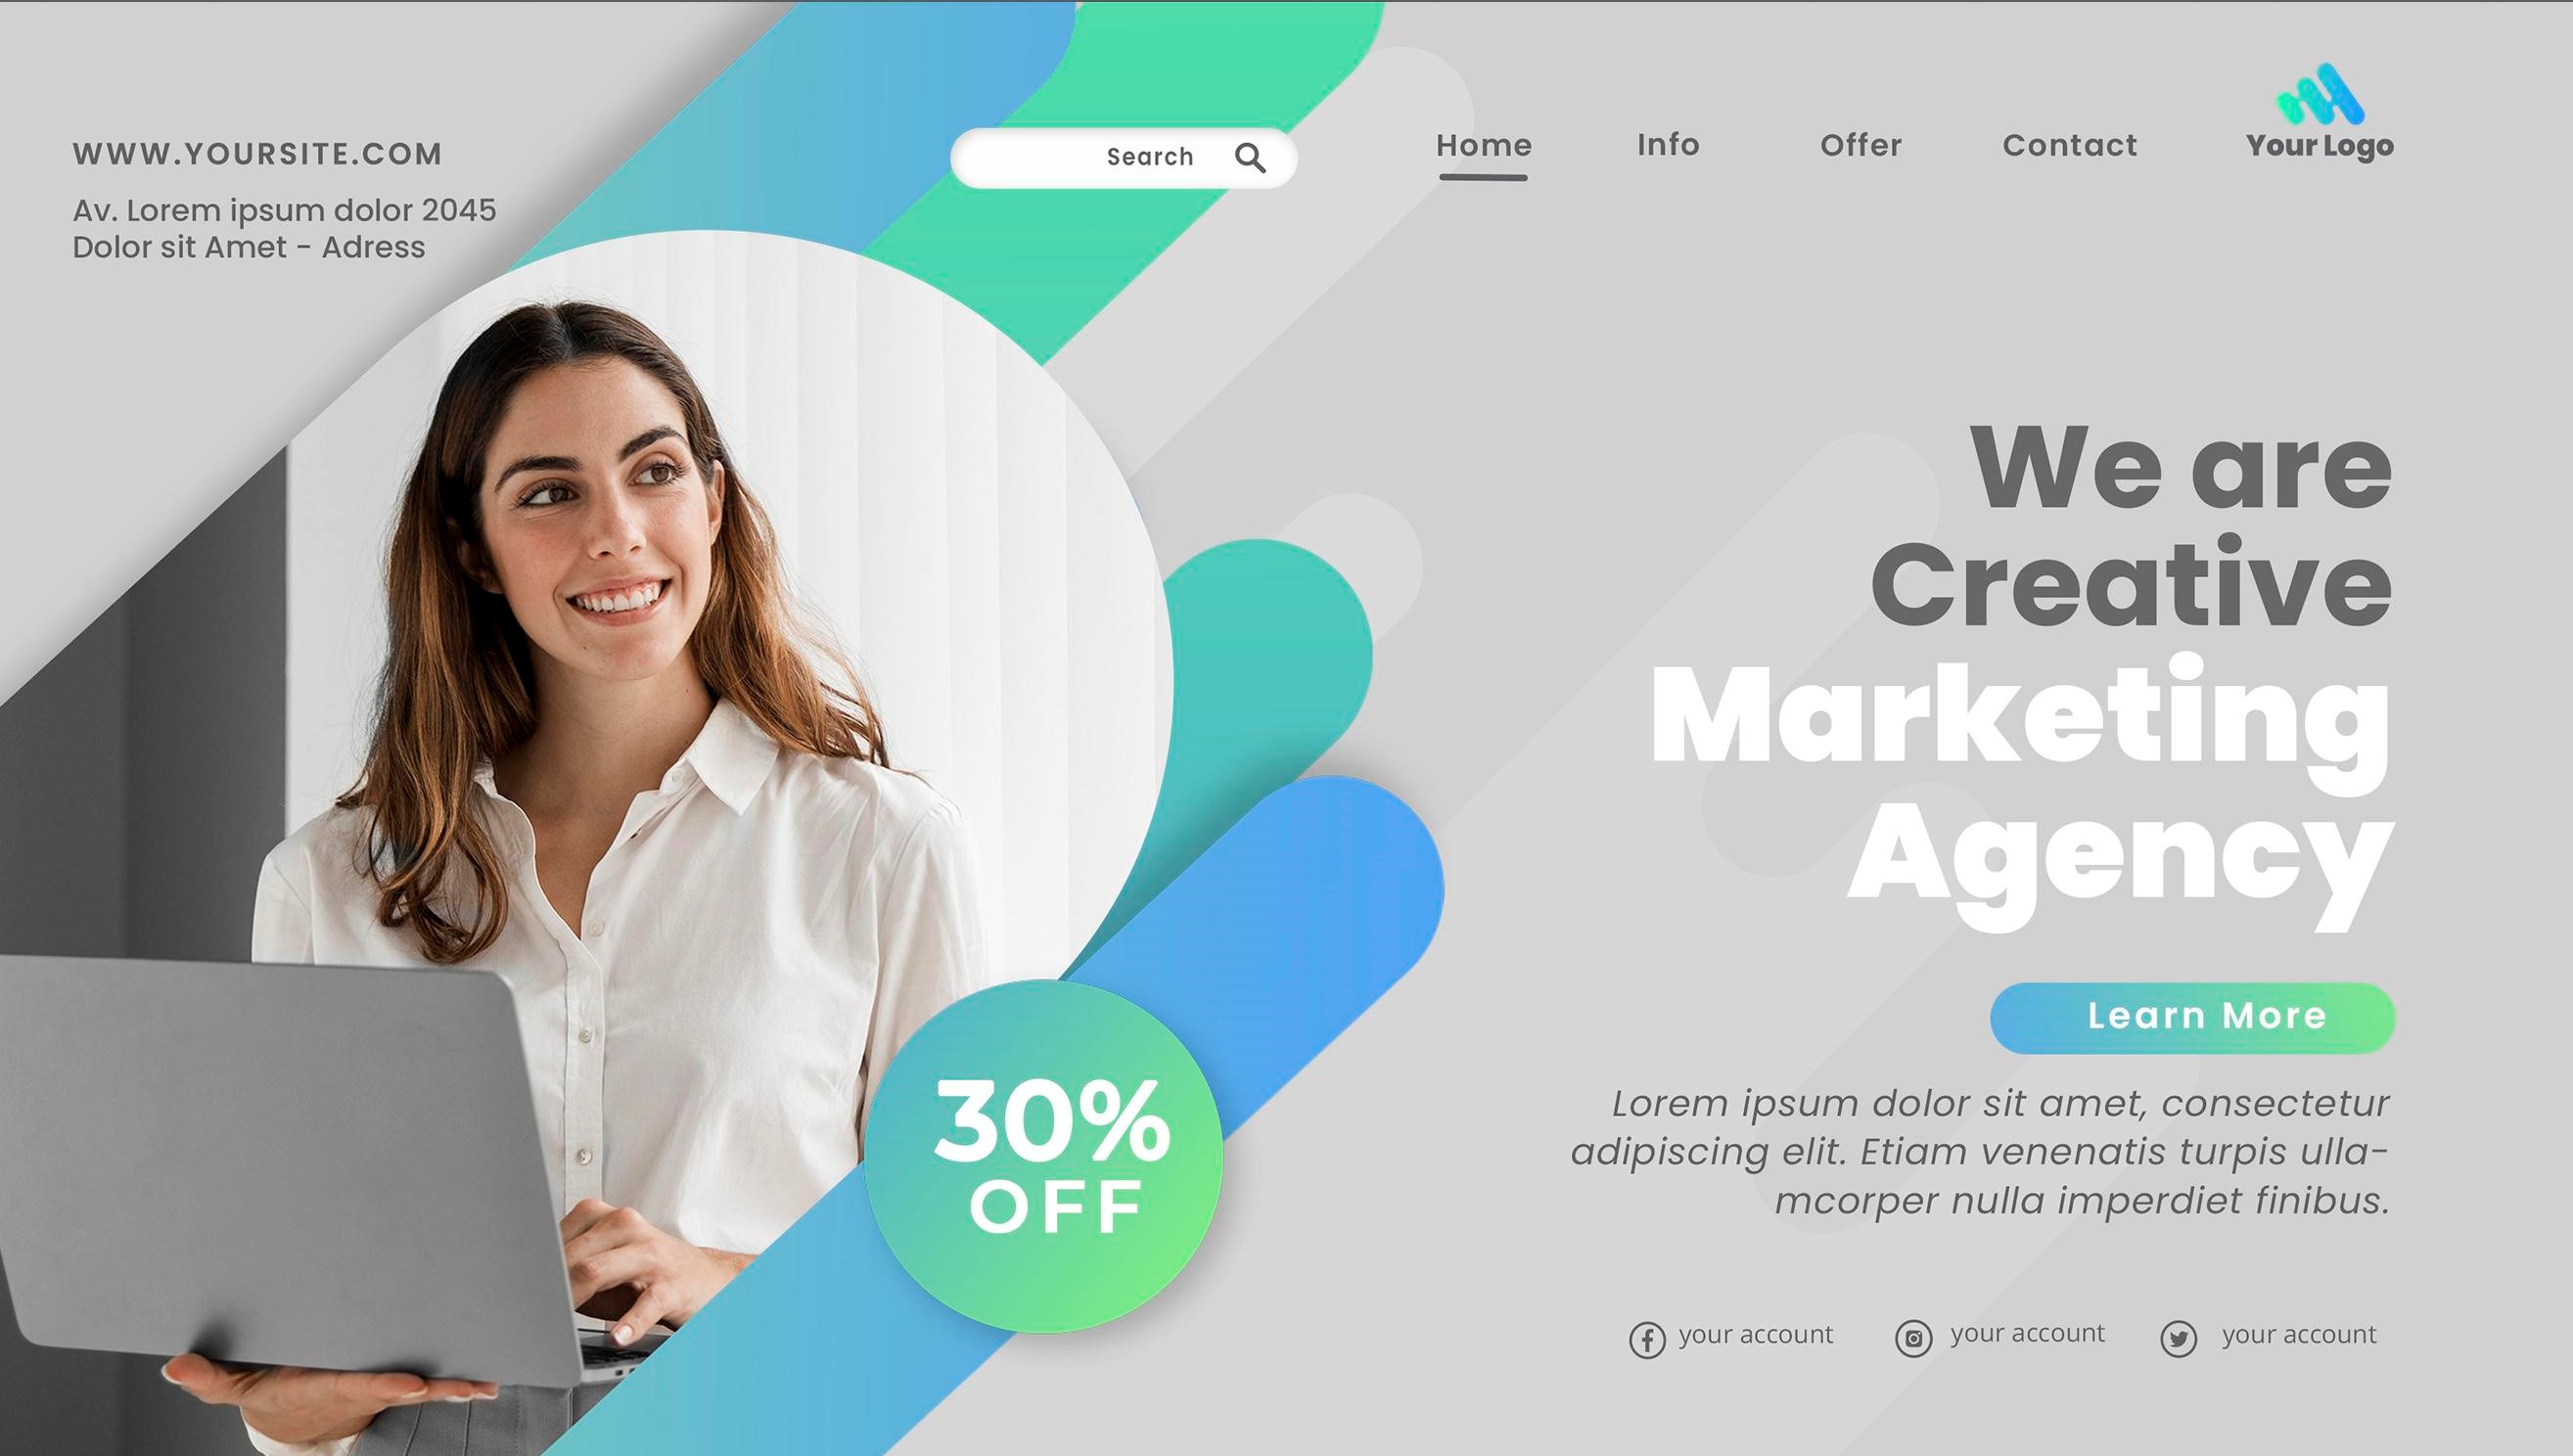 WWW.YOURSITE.COM
Av. Lorem ipsum dolor 2045
Dolor sit Amet - Adress
Search
Home
Info
Offer
Contact
Your Logo
We are
Creative
Marketing
Agency
Learn More
Lorem ipsum dolor sit amet, consectetur
adipiscing elit. Etiam venenatis turpis ulla-
mcorper nulla imperdiet finibus.
30%
OFF
your account
your account
your account